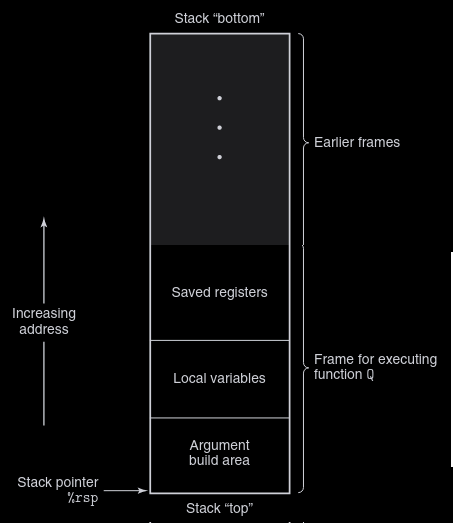 Stack “bottom”
Earlier frames
Saved registers
Increasing
address
Local variables
Frame for executing
function Q
Argument
build area
Stack pointer
%rsp
Stack “top”